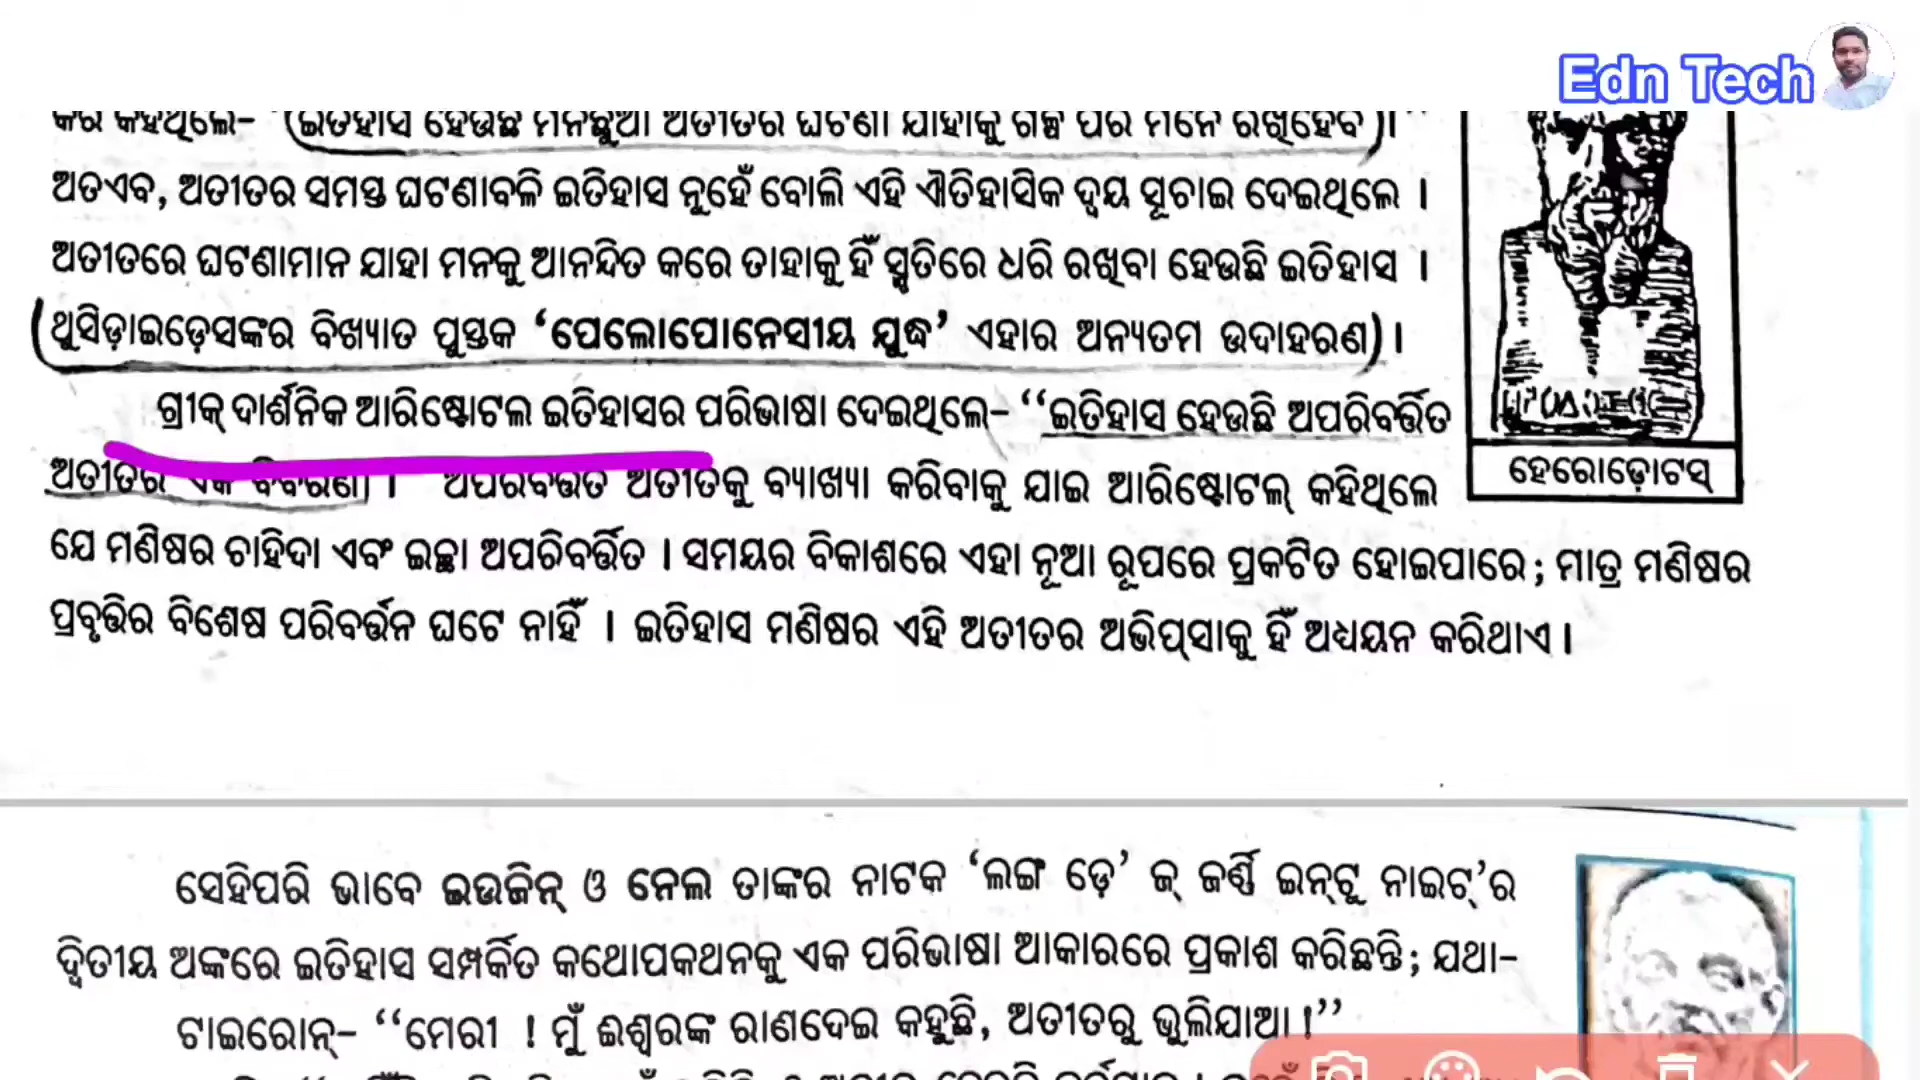 Edn Tech
କରି କହିଥିଲେ- (ଇତିହାସ ହେଉଛି ମନଛୁଆଁ ଅତୀତର ଘଟଣା ଯାହାକୁ ଗଳ୍ପ ପରି ମନେ ରଖିହେବ)।
ଅତଏବ, ଅତୀତର ସମସ୍ତ ଘଟଣାବଳି ଇତିହାସ ନୁହେଁ ବୋଲି ଏହି ଐତିହାସିକ ଦ୍ୱୟ ସୂଚାଇ ଦେଇଥିଲେ ।
ଅତୀତରେ ଘଟଣାମାନ ଯାହା ମନକୁ ଆନନ୍ଦିତ କରେ ତାହାକୁ ହିଁ ସ୍ମୃତିରେ ଧରି ରଖିବା ହେଉଛି ଇତିହାସ ।
(ଥୁସିଡ଼ାଇଡ଼େସଙ୍କର ବିଖ୍ୟାତ ପୁସ୍ତକ ‘ପେଲୋପୋନେସୀୟ ଯୁଦ୍ଧ’ ଏହାର ଅନ୍ୟତମ ଉଦାହରଣ)।
ଗ୍ରୀକ୍ ଦାର୍ଶନିକ ଆରିଷ୍ଟୋଟଲ ଇତିହାସର ପରିଭାଷା ଦେଇଥିଲେ- ‘‘ଇତିହାସ ହେଉଛି ଅପରିବର୍ତ୍ତିତ
ଅତୀତର ଏକ ବିବରଣୀ । ଅପରିବର୍ତ୍ତିତ ଅତୀତକୁ ବ୍ୟାଖ୍ୟା କରିବାକୁ ଯାଇ ଆରିଷ୍ଟୋଟଲ୍ କହିଥିଲେ
ଯେ ମଣିଷର ଚାହିଦା ଏବଂ ଇଚ୍ଛା ଅପରିବର୍ତ୍ତିତ । ସମୟର ବିକାଶରେ ଏହା ନୂଆ ରୂପରେ ପ୍ରକଟିତ ହୋଇପାରେ; ମାତ୍ର ମଣିଷର
ପ୍ରବୃତ୍ତିର ବିଶେଷ ପରିବର୍ତ୍ତନ ଘଟେ ନାହିଁ । ଇତିହାସ ମଣିଷର ଏହି ଅତୀତର ଅଭିପ୍ସାକୁ ହିଁ ଅଧ୍ୟୟନ କରିଥାଏ ।
ହେରୋଡ଼ୋଟସ୍
ସେହିପରି ଭାବେ ଇଉଜିନ୍ ଓ ନେଲ ତାଙ୍କର ନାଟକ ‘ଲଙ୍ଗ ଡ଼େ’ ଜ୍ ଜର୍ଣ୍ଣି ଇନ୍ଟୁ ନାଇଟ୍’ର
ଦ୍ୱିତୀୟ ଅଙ୍କରେ ଇତିହାସ ସମ୍ପର୍କିତ କଥୋପକଥନକୁ ଏକ ପରିଭାଷା ଆକାରରେ ପ୍ରକାଶ କରିଛନ୍ତି; ଯଥା-
ଟାଇରୋନ୍- ‘‘ମେରୀ ! ମୁଁ ଈଶ୍ୱରଙ୍କ ରାଣଦେଇ କହୁଛି, ଅତୀତରୁ ଭୁଲିଯାଆ !’’